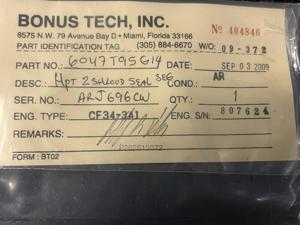 BONUS TECH, INC. Nº 404846
8575 N.W. 79 Avenue Bay D • Miami, Florida 33166
PART IDENTIFICATION TAG (305) 884-6670 W/O: 09-372
PART NO.: 6047T95G14 DATE: SEP 03 2009
DESC.: HPT 2 SHROUD SEAL SEG COND.: AR
SER. NO.: ARJ696CW QTY.: 1
ENG. TYPE: CF34-3A1 ENG. S/N: 807624
REMARKS:
FORM: BT02